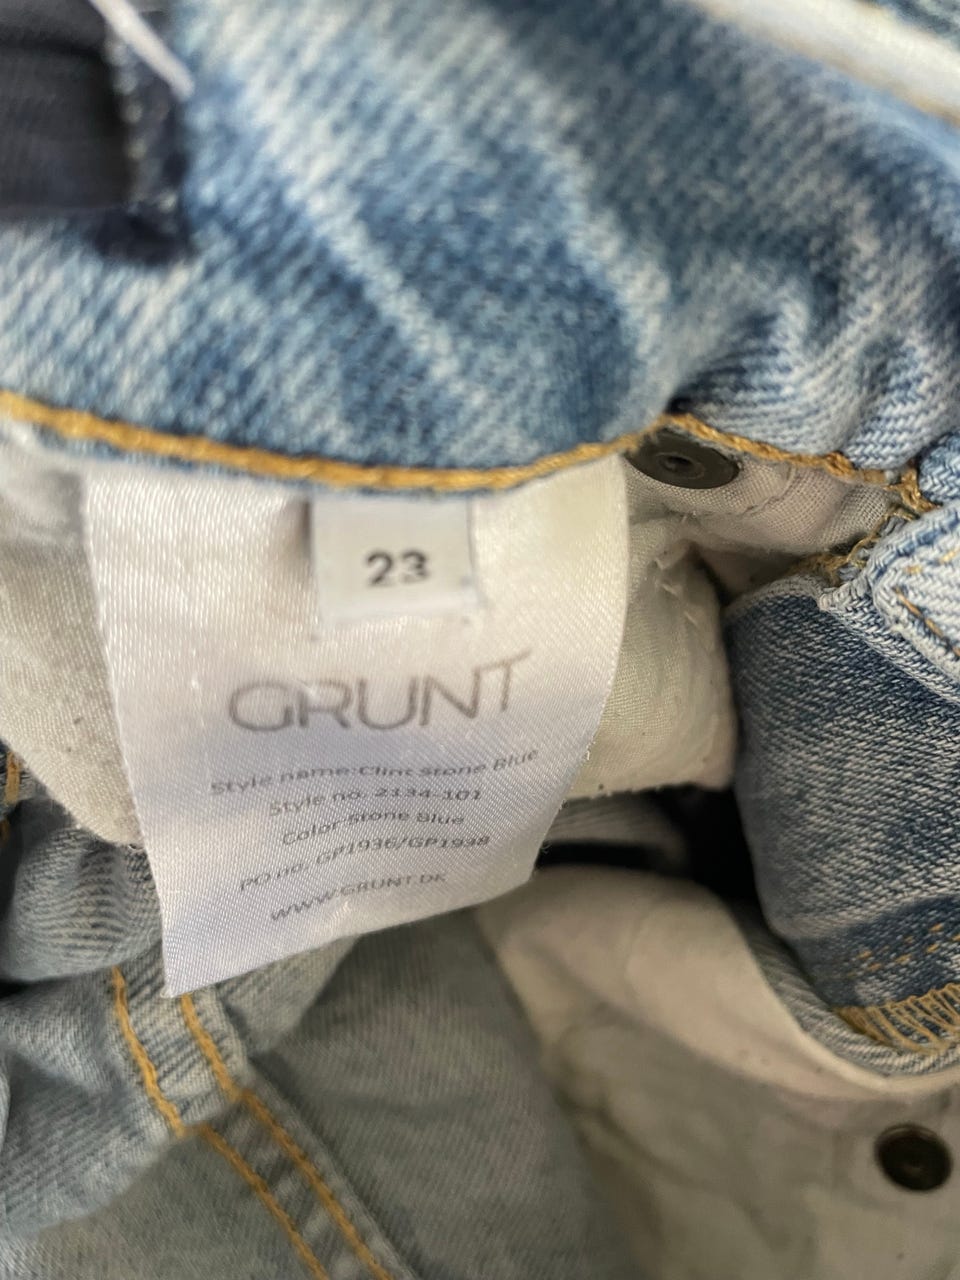 23
GRUNT
Style name:Clint Stone Blue
Style no. 2134-101
Color:Stone Blue
PO no. GP1936/GP1938
WWW.GRUNT.DK